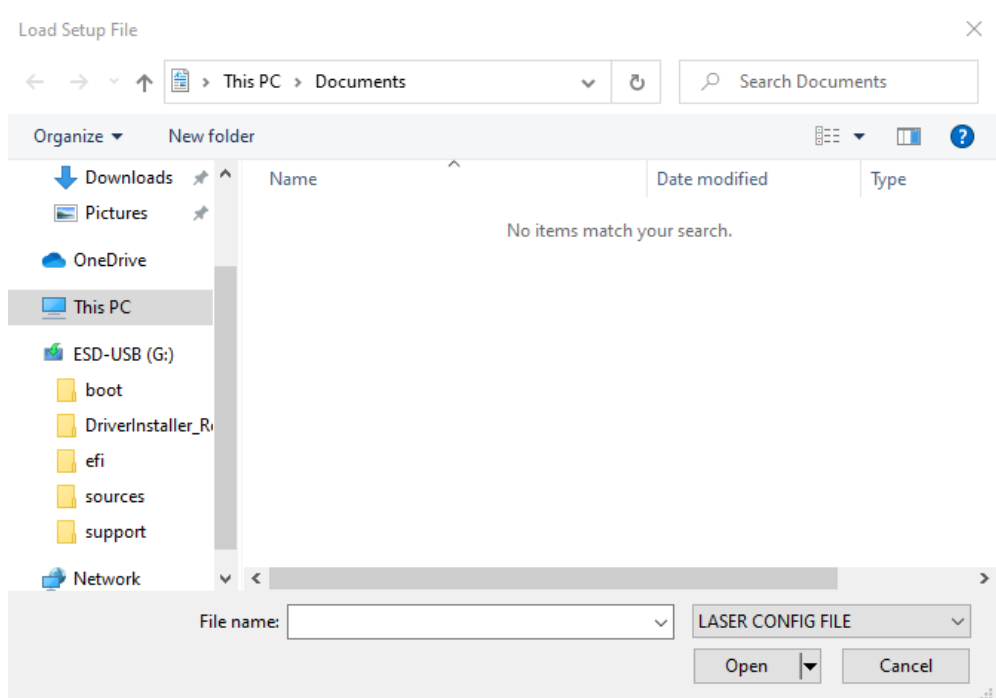 Load Setup File
This PC > Documents
Search Documents
Organize
New folder
Name
Date modified
Type
No items match your search.
Downloads
Pictures
OneDrive
This PC
ESD-USB (G:)
boot
DriverInstaller_R
efi
sources
support
Network
File name:
LASER CONFIG FILE
Open
Cancel